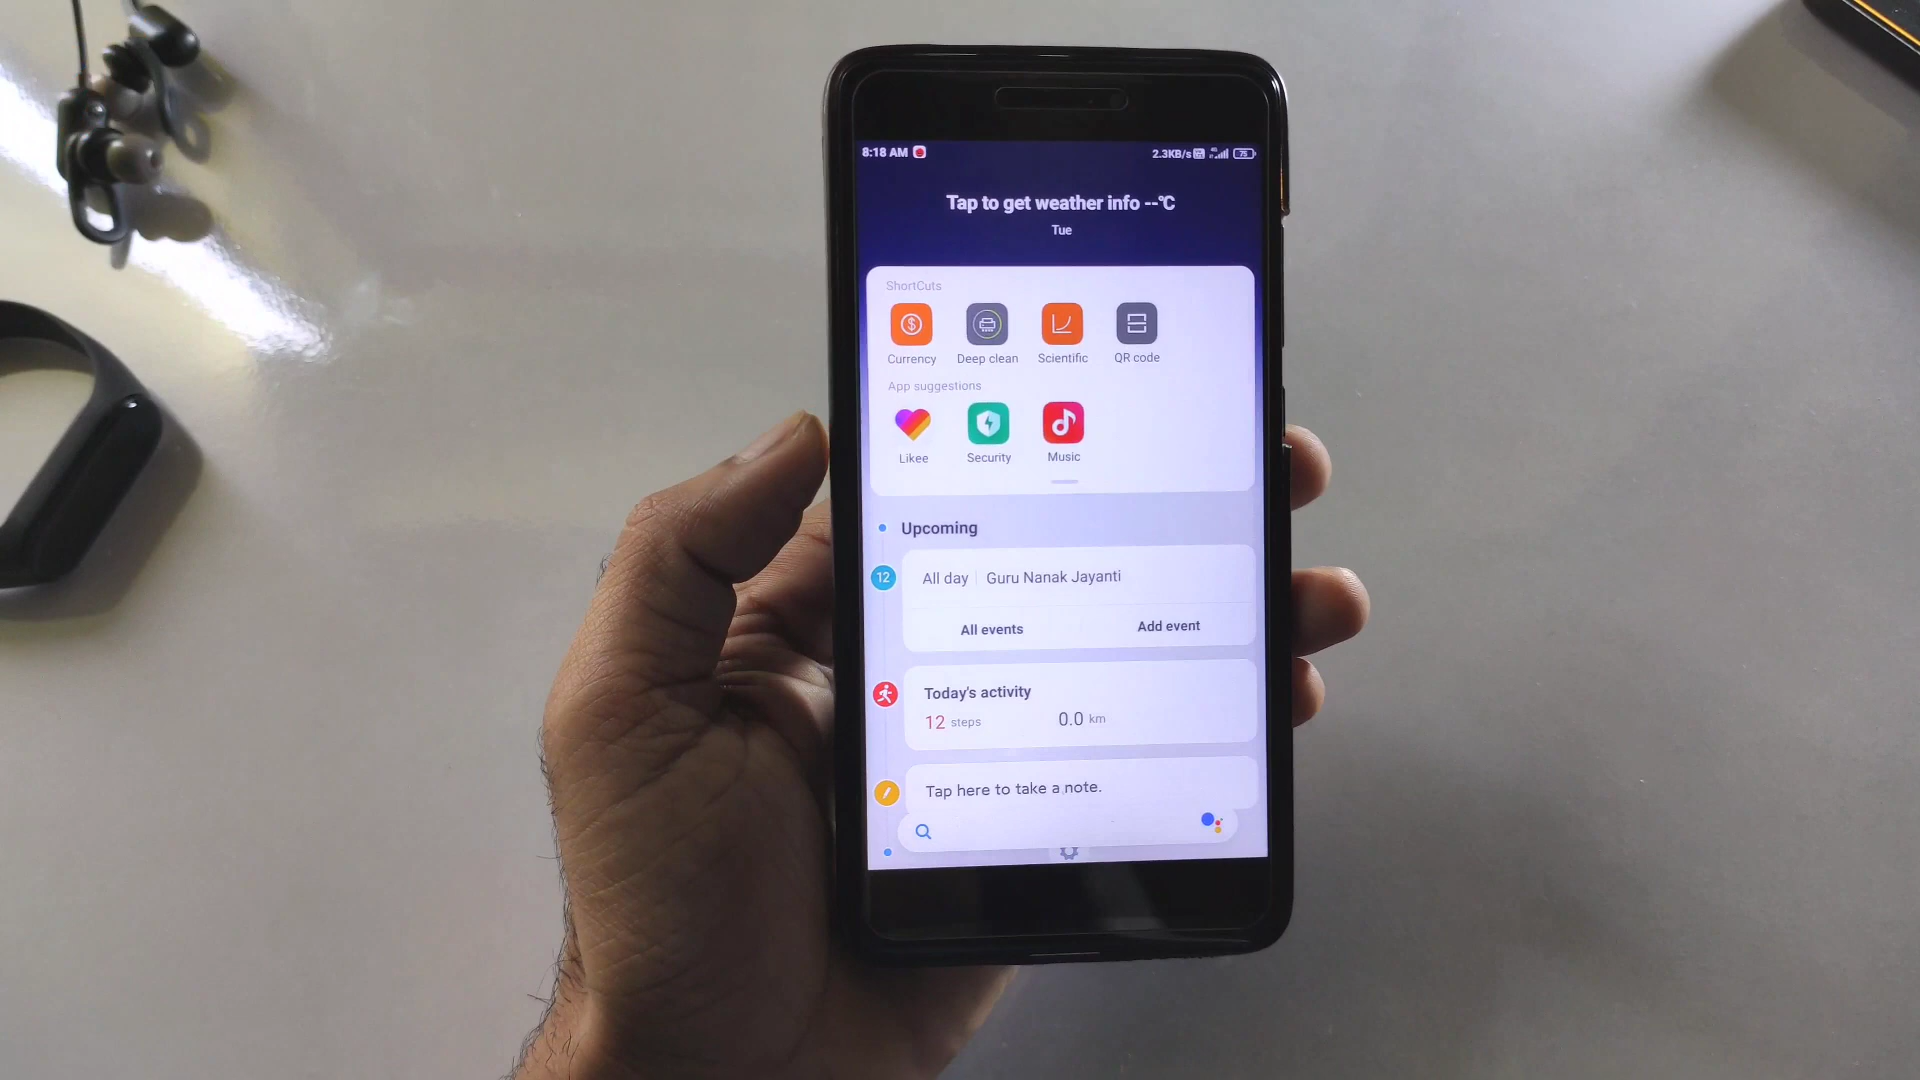 8:18 AM 2.3KB/s 4G 75
Tap to get weather info --°C
Tue
ShortCuts
Currency Deep clean Scientific QR code
App suggestions
Likee Security Music
Upcoming
12 All day Guru Nanak Jayanti
All events Add event
Today's activity
12 steps 0.0 km
Tap here to take a note.